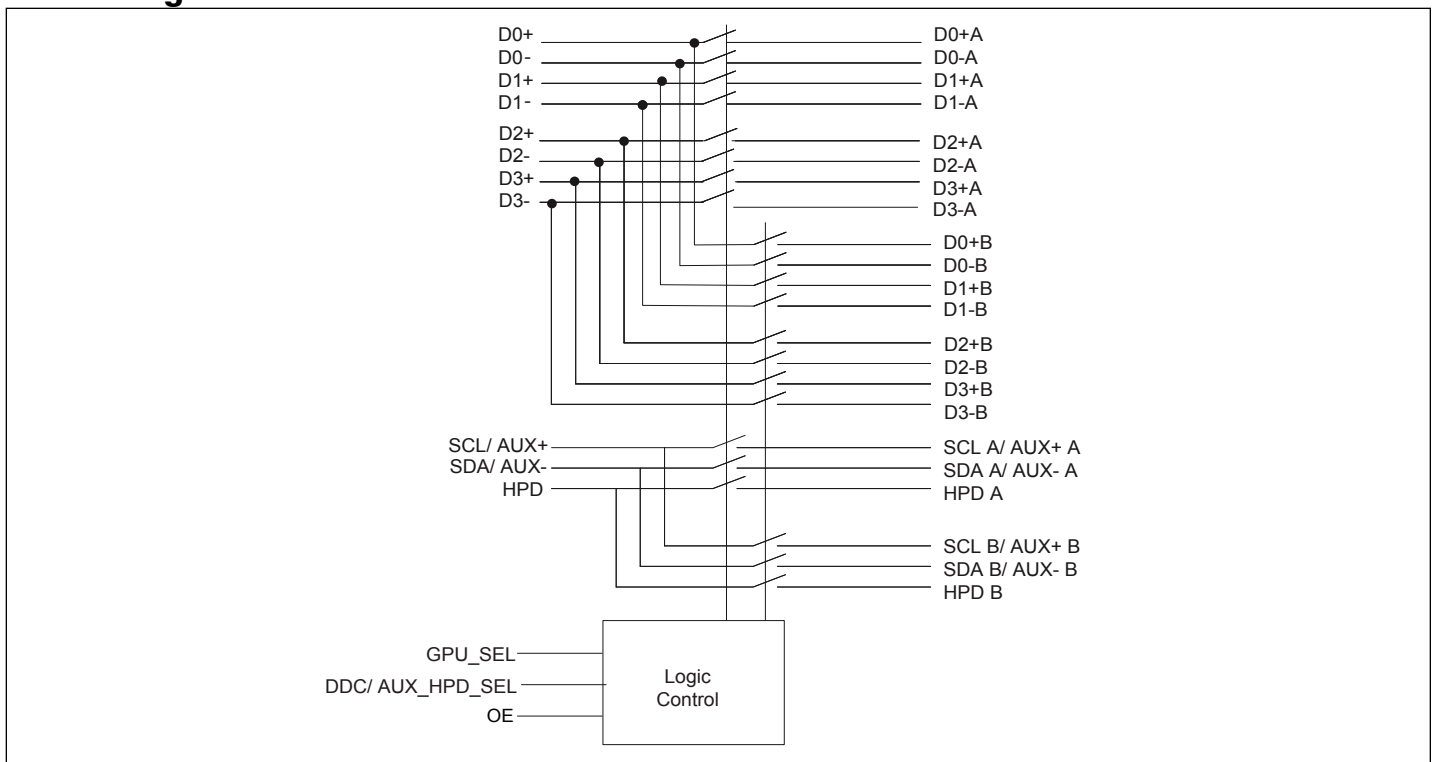 D0+ D0+A
D0- D0-A
D1+ D1+A
D1- D1-A
D2+ D2+A
D2- D2-A
D3+ D3+A
D3- D3-A
D0+B
D0-B
D1+B
D1-B
D2+B
D2-B
D3+B
D3-B
SCL/ AUX+ SCL A/ AUX+ A
SDA/ AUX- SDA A/ AUX- A
HPD HPD A
SCL B/ AUX+ B
SDA B/ AUX- B
HPD B
GPU_SEL
DDC/ AUX_HPD_SEL
OE
Logic
Control